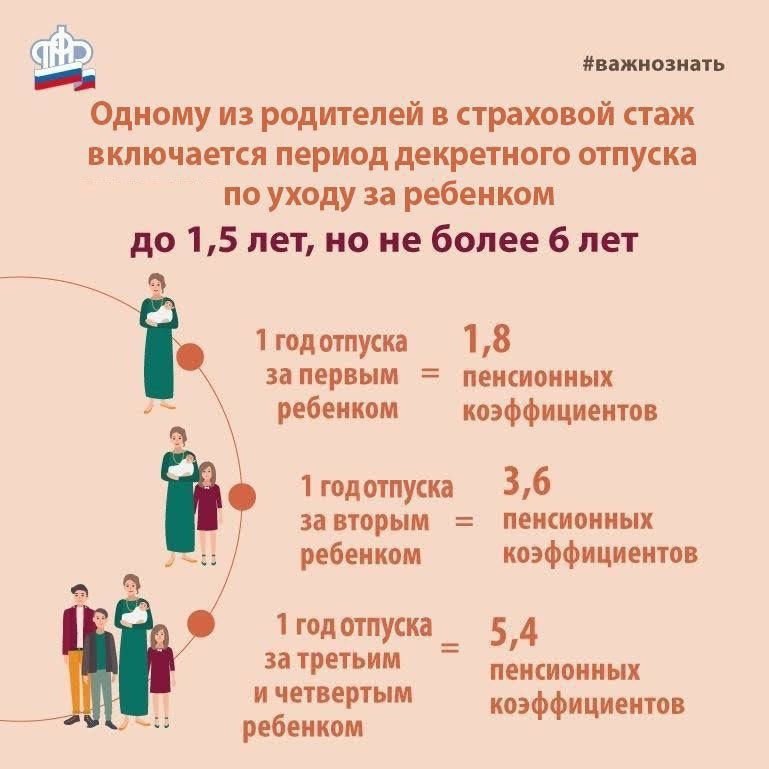 #важнознать
Одному из родителей в страховой стаж
включается период декретного отпуска
по уходу за ребенком
до 1,5 лет, но не более 6 лет
1 год отпуска
за первым
ребенком
=
1,8
пенсионных
коэффициентов
1 год отпуска
за вторым
ребенком
=
3,6
пенсионных
коэффициентов
1 год отпуска
за третьим
и четвертым
ребенком
=
5,4
пенсионных
коэффициентов